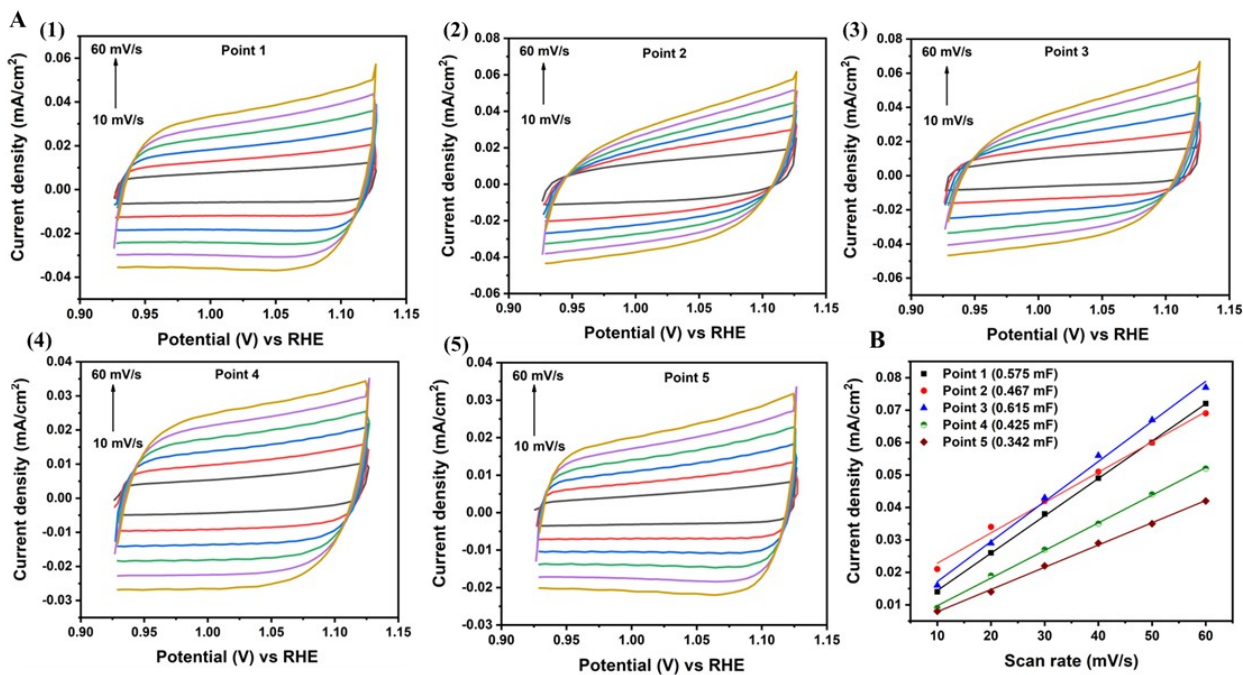 A
(1)
60 mV/s
Point 1
10 mV/s
0.06
0.04
0.02
0.00
-0.02
-0.04
Current density (mA/cm²)
0.90 0.95 1.00 1.05 1.10 1.15
Potential (V) vs RHE
(2)
60 mV/s
Point 2
10 mV/s
0.08
0.06
0.04
0.02
0.00
-0.02
-0.04
-0.06
Current density (mA/cm²)
0.90 0.95 1.00 1.05 1.10 1.15
Potential (V) vs RHE
(3)
60 mV/s
Point 3
10 mV/s
0.08
0.06
0.04
0.02
0.00
-0.02
-0.04
-0.06
Current density (mA/cm²)
0.90 0.95 1.00 1.05 1.10 1.15
Potential (V) vs RHE
(4)
60 mV/s
Point 4
10 mV/s
0.04
0.03
0.02
0.01
0.00
-0.01
-0.02
-0.03
Current density (mA/cm²)
0.90 0.95 1.00 1.05 1.10 1.15
Potential (V) vs RHE
(5)
60 mV/s
Point 5
10 mV/s
0.04
0.03
0.02
0.01
0.00
-0.01
-0.02
-0.03
Current density (mA/cm²)
0.90 0.95 1.00 1.05 1.10 1.15
Potential (V) vs RHE
B
Point 1 (0.575 mF)
Point 2 (0.467 mF)
Point 3 (0.615 mF)
Point 4 (0.425 mF)
Point 5 (0.342 mF)
0.08
0.07
0.06
0.05
0.04
0.03
0.02
0.01
Current density (mA/cm²)
10 20 30 40 50 60
Scan rate (mV/s)